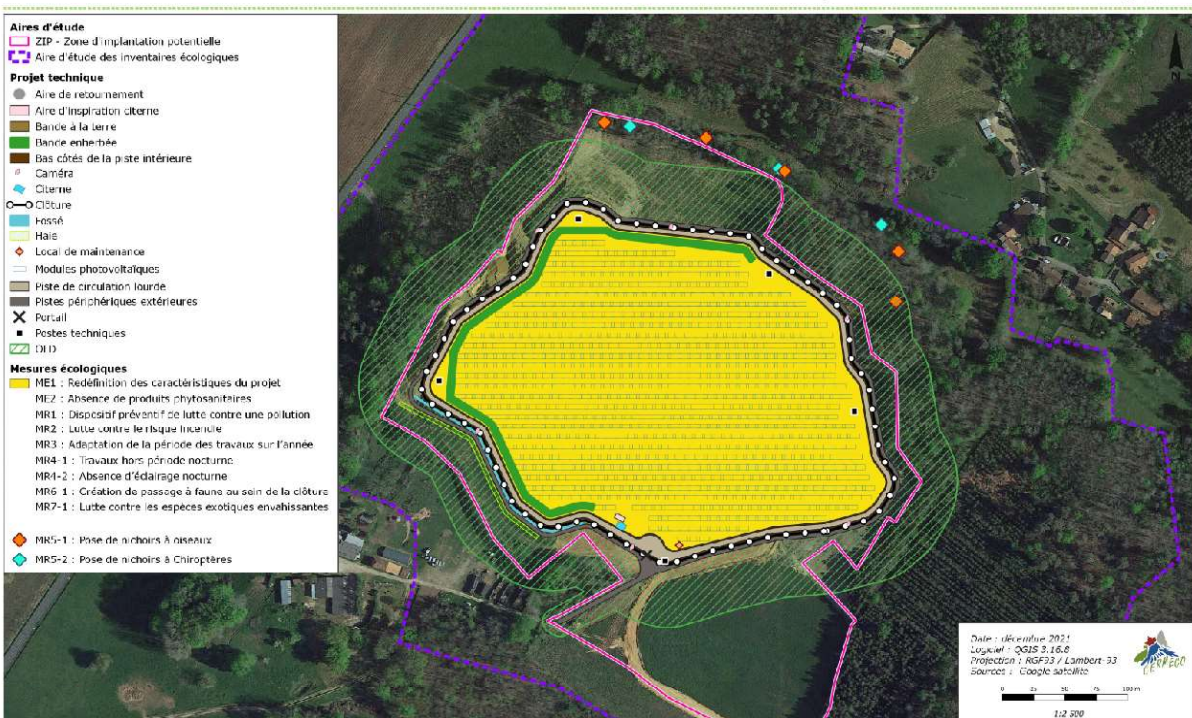 Aires d'étude
ZIP - Zone d'implantation potentielle
Aire d'étude des inventaires écologiques
Projet technique
Aire de retournement
Aire d'inspiration citerne
Bande à la terre
Bande enherbée
Bas côtés de la piste intérieure
Caméra
Citerne
Clôture
Fossé
Haie
Local de maintenance
Modules photovoltaïques
Piste de circulation lourde
Pistes périphériques extérieures
Portail
Postes techniques
OLD
Mesures écologiques
ME1 : Redéfinition des caractéristiques du projet
ME2 : Absence de produits phytosanitaires
MR1 : Dispositif préventif de lutte contre une pollution
MR2 : Lutte contre le risque incendie
MR3 : Adaptation de la période des travaux sur l'année
MR4-1 : Travaux hors période nocturne
MR4-2 : Absence d'éclairage nocturne
MR6-1 : Création de passage à faune au sein de la clôture
MR7-1 : Lutte contre les espèces exotiques envahissantes
MR5-1 : Pose de nichoirs à oiseaux
MR5-2 : Pose de nichoirs à Chiroptères
N
Date : décembre 2021
Logiciel : QGIS 3.16.8
Projection : RGF93 / Lambert-93
Sources : Google satellite
0 25 50 75 100 m
1:2 500